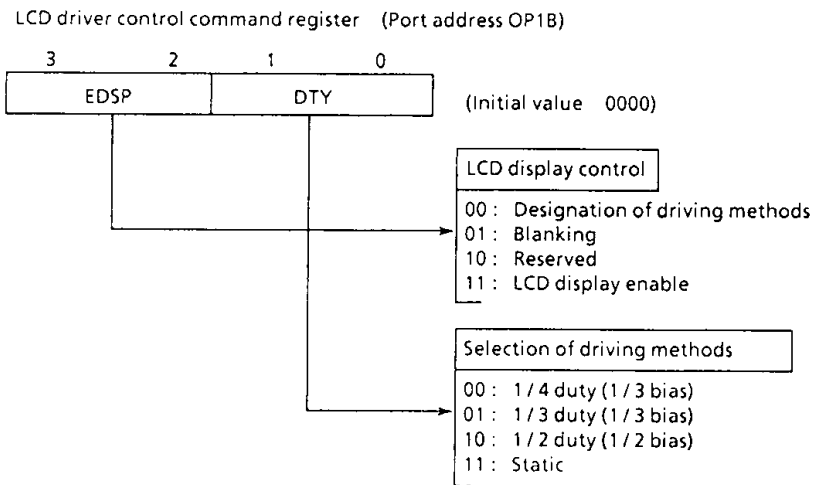 LCD driver control command register (Port address OP1B)
3 2 1 0
EDSP DTY (Initial value 0000)
LCD display control
00 : Designation of driving methods
01 : Blanking
10 : Reserved
11 : LCD display enable
Selection of driving methods
00 : 1 / 4 duty (1 / 3 bias)
01 : 1 / 3 duty (1 / 3 bias)
10 : 1 / 2 duty (1 / 2 bias)
11 : Static